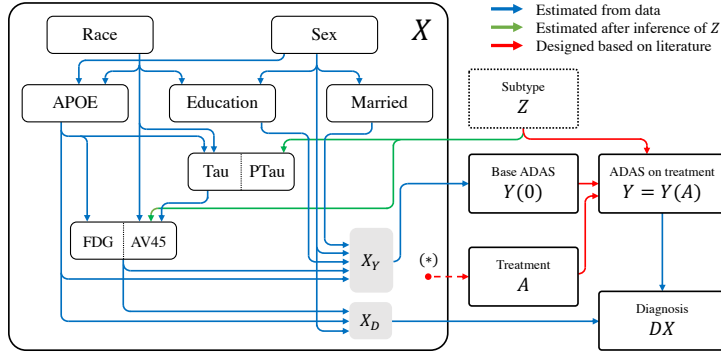 Estimated from data
Estimated after inference of Z
Designed based on literature
X
Race
Sex
APOE
Education
Married
Subtype
Z
Tau
PTau
Base ADAS
Y(0)
ADAS on treatment
Y = Y(A)
FDG
AV45
X_Y
(*)
Treatment
A
X_D
Diagnosis
DX